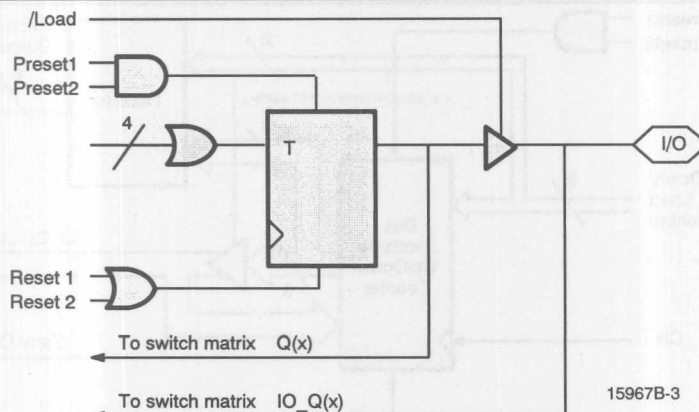 /Load
Preset1
Preset2
4
T
I/O
Reset 1
Reset 2
To switch matrix Q(x)
To switch matrix IO_Q(x)
15967B-3